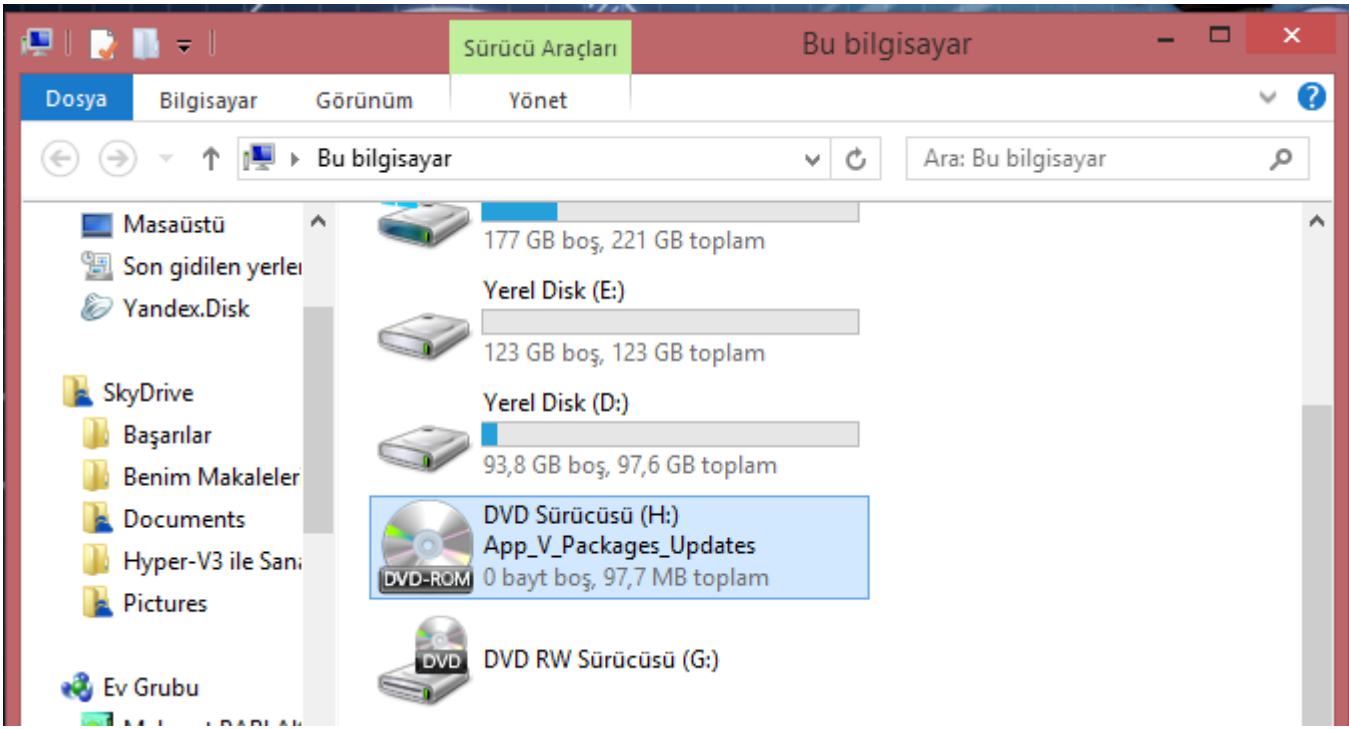 Sürücü Araçları
Bu bilgisayar
Dosya
Bilgisayar
Görünüm
Yönet
Bu bilgisayar
Ara: Bu bilgisayar
Masaüstü
Son gidilen yerler
Yandex.Disk
SkyDrive
Başarılar
Benim Makaleler
Documents
Hyper-V3 ile Sana
Pictures
Ev Grubu
177 GB boş, 221 GB toplam
Yerel Disk (E:)
123 GB boş, 123 GB toplam
Yerel Disk (D:)
93,8 GB boş, 97,6 GB toplam
DVD Sürücüsü (H:)
App_V_Packages_Updates
DVD-ROM
0 bayt boş, 97,7 MB toplam
DVD
DVD RW Sürücüsü (G:)